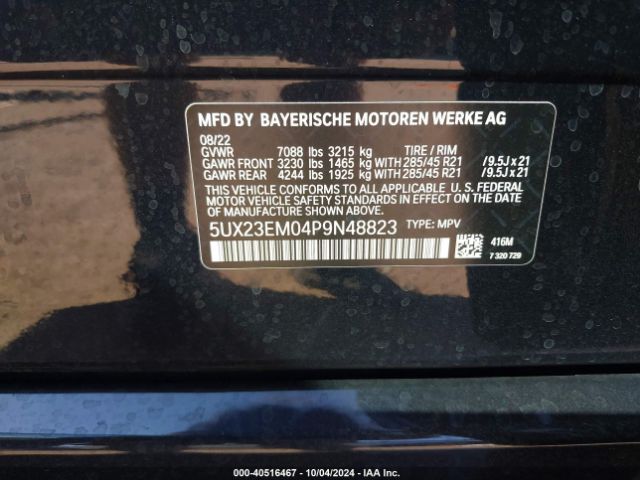 MFD BY BAYERISCHE MOTOREN WERKE AG
08/22
GVWR 7088 lbs 3215 kg TIRE / RIM
GAWR FRONT 3230 lbs 1465 kg WITH 285/45 R21 /9.5J x 21
GAWR REAR 4244 lbs 1925 kg WITH 285/45 R21 /9.5J x 21
THIS VEHICLE CONFORMS TO ALL APPLICABLE U. S. FEDERAL
MOTOR VEHICLE SAFETY STANDARDS IN EFFECT ON THE DATE
OF MANUFACTURE SHOWN ABOVE.
5UX23EM04P9N48823 TYPE: MPV
416M
7 320 729
000-40516467 - 10/04/2024 - IAA Inc.